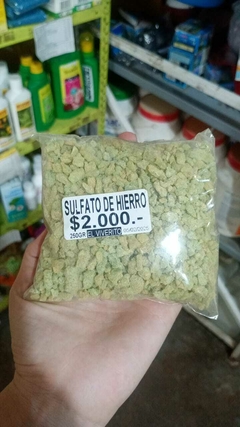 SULFATO DE HIERRO
$2.000.-
250GR EL VIVERITO